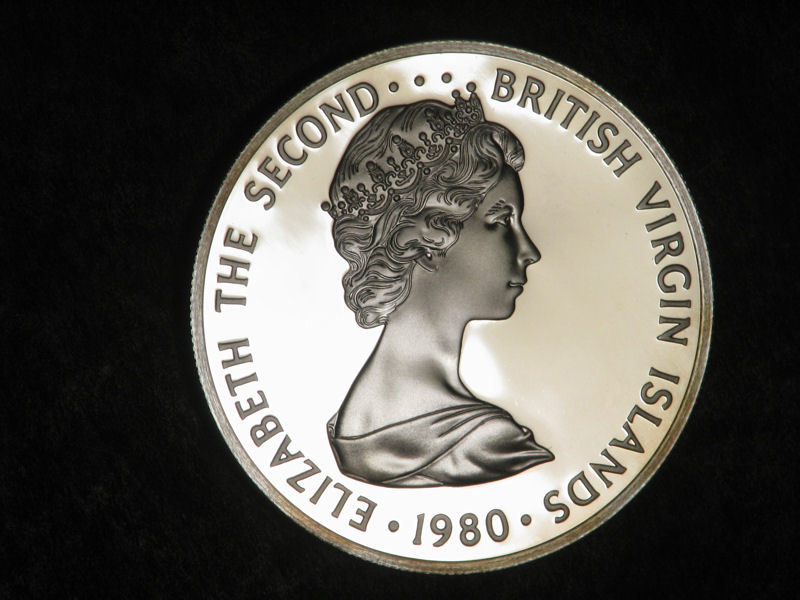 ELIZABETH THE SECOND
BRITISH VIRGIN ISLANDS
1980